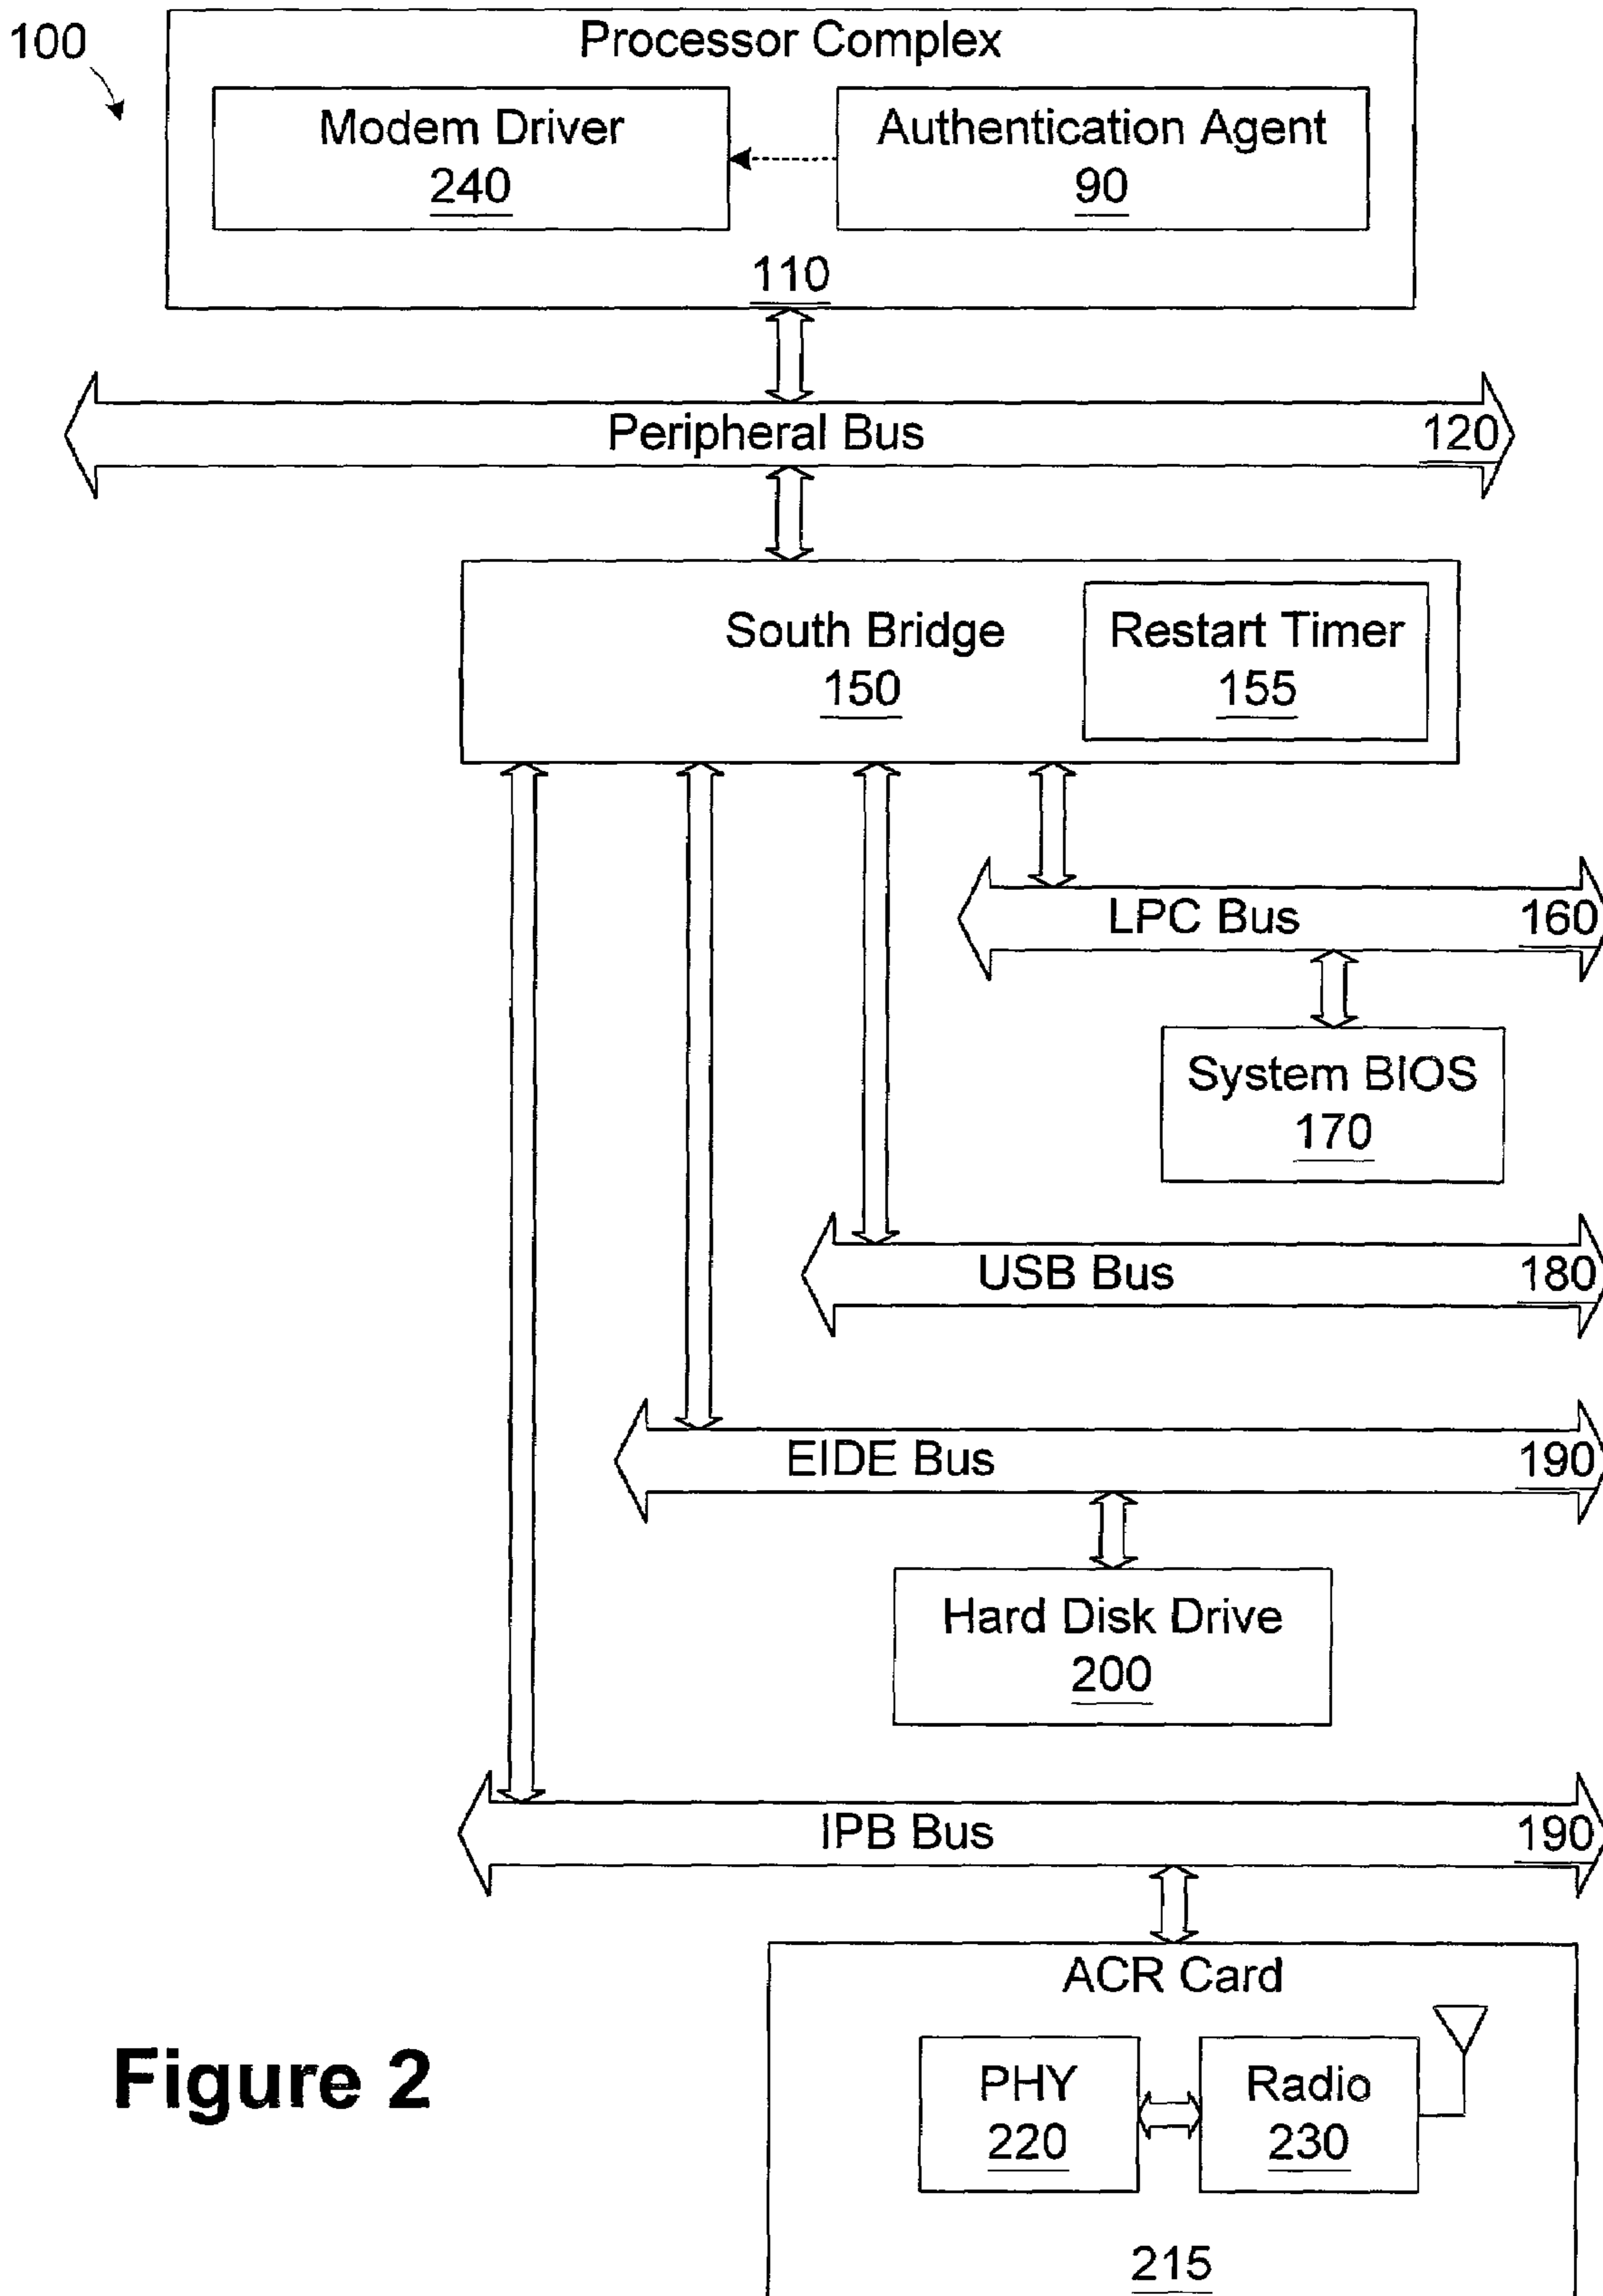 100
Processor Complex
Modem Driver
240
Authentication Agent
90
110
Peripheral Bus
120
South Bridge
150
Restart Timer
155
LPC Bus
160
System BIOS
170
USB Bus
180
EIDE Bus
190
Hard Disk Drive
200
IPB Bus
190
ACR Card
PHY
220
Radio
230
215
Figure 2